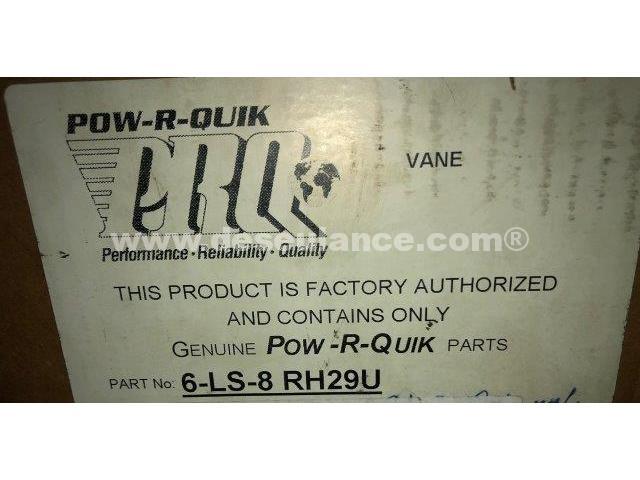 POW-R-QUIK
PRQ
VANE
Performance · Reliability · Quality
THIS PRODUCT IS FACTORY AUTHORIZED
AND CONTAINS ONLY
GENUINE POW-R-QUIK PARTS
PART No: 6-LS-8 RH29U